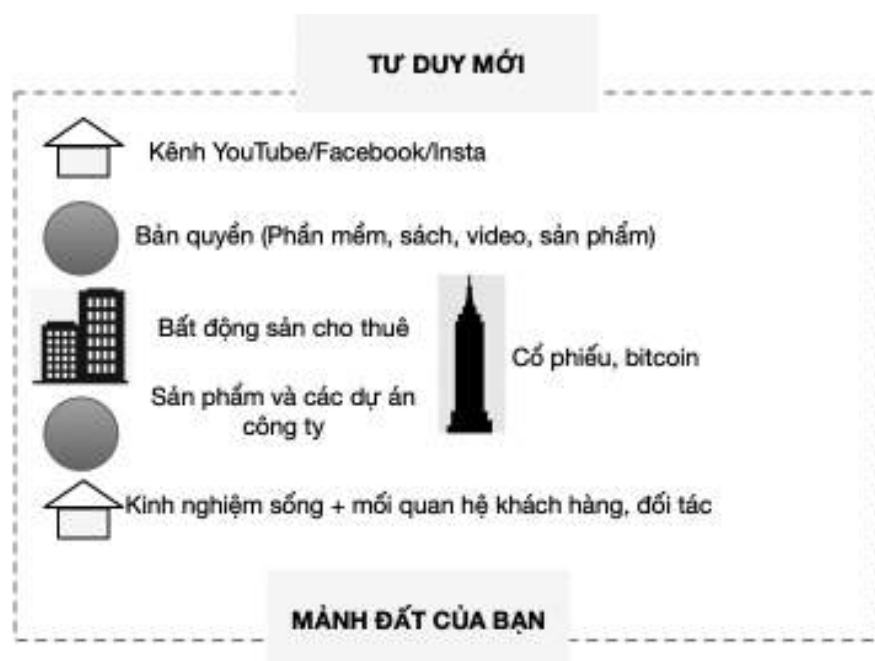 TƯ DUY MỚI
Kênh YouTube/Facebook/Insta
Bản quyền (Phần mềm, sách, video, sản phẩm)
Bất động sản cho thuê
Cổ phiếu, bitcoin
Sản phẩm và các dự án
công ty
Kinh nghiệm sống + mối quan hệ khách hàng, đối tác
MẢNH ĐẤT CỦA BẠN